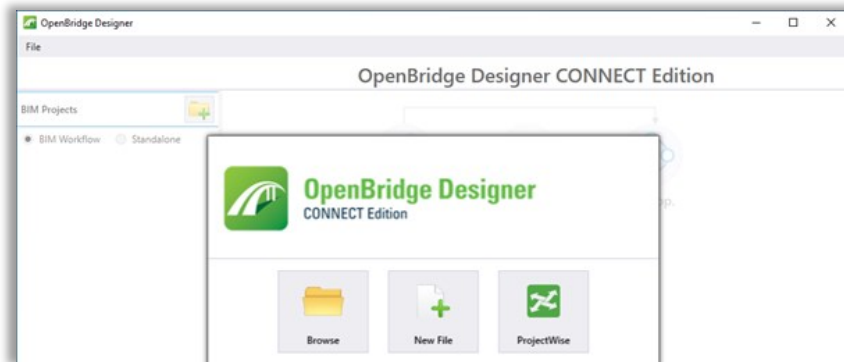 OpenBridge Designer
File
OpenBridge Designer CONNECT Edition
BIM Projects
BIM Workflow Standalone
OpenBridge Designer
CONNECT Edition
Browse New File ProjectWise